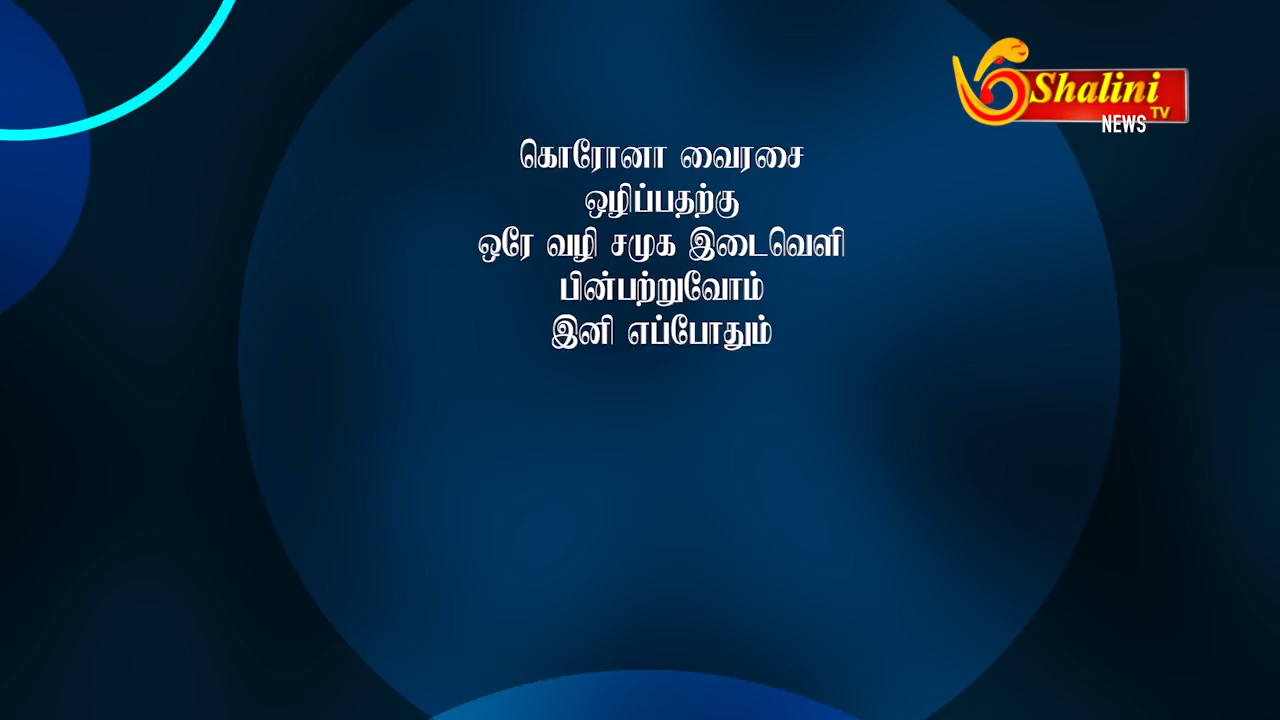 Shalini
TV
NEWS
கொரோனா வைரசை
ஒழிப்பதற்கு
ஒரே வழி சமுக இடைவெளி
பின்பற்றுவோம்
இனி எப்போதும்